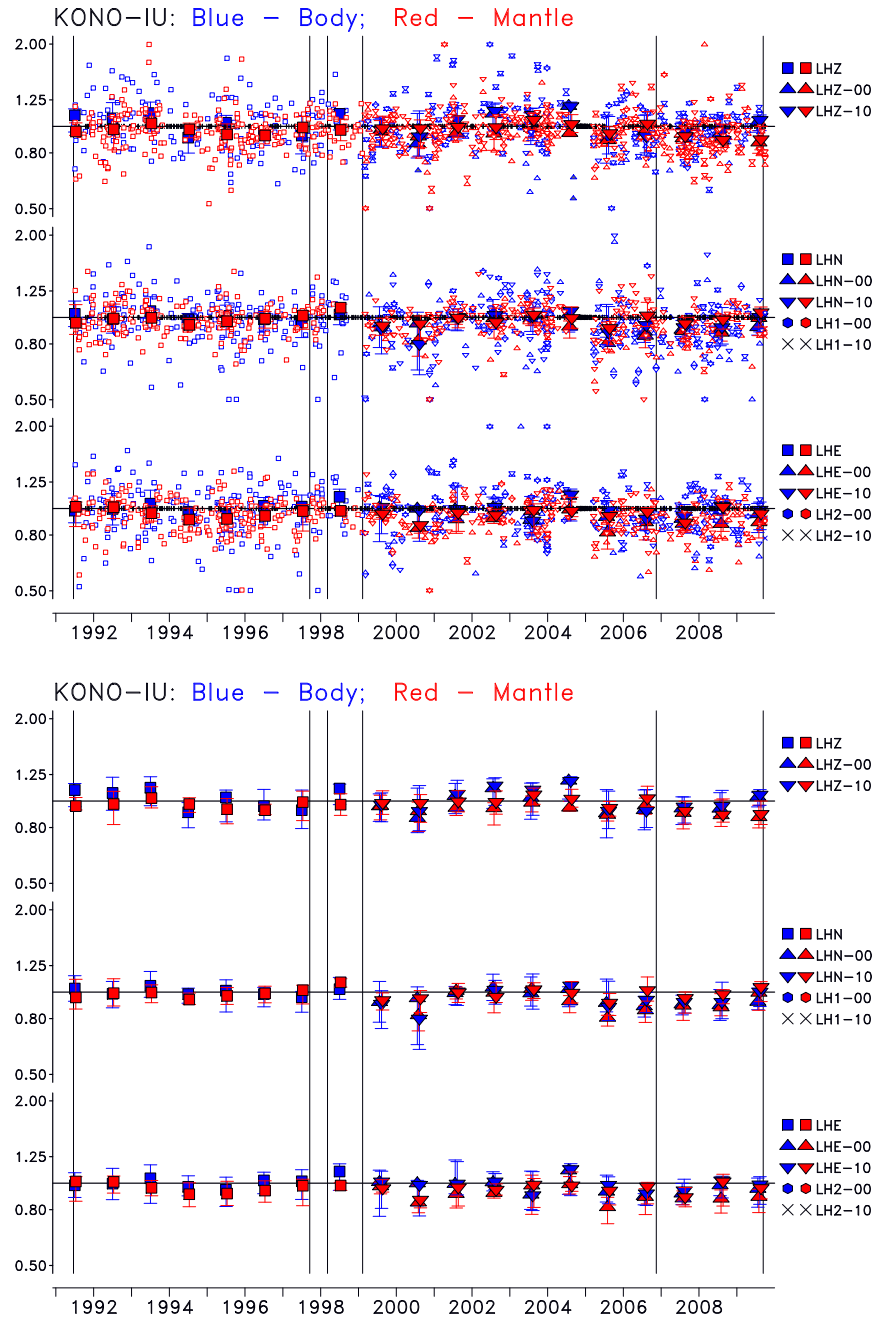 KONO-IU: Blue - Body; Red - Mantle
2.00
1.25
0.80
0.50
LHZ
LHZ-00
LHZ-10
2.00
1.25
0.80
0.50
LHN
LHN-00
LHN-10
LH1-00
LH1-10
2.00
1.25
0.80
0.50
LHE
LHE-00
LHE-10
LH2-00
LH2-10
1992 1994 1996 1998 2000 2002 2004 2006 2008
KONO-IU: Blue - Body; Red - Mantle
2.00
1.25
0.80
0.50
LHZ
LHZ-00
LHZ-10
2.00
1.25
0.80
0.50
LHN
LHN-00
LHN-10
LH1-00
LH1-10
2.00
1.25
0.80
0.50
LHE
LHE-00
LHE-10
LH2-00
LH2-10
1992 1994 1996 1998 2000 2002 2004 2006 2008